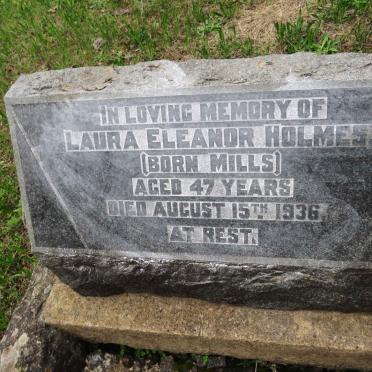 IN LOVING MEMORY OF
LAURA ELEANOR HOLMES
(BORN MILLS)
AGED 47 YEARS
DIED AUGUST 15TH 1936.
AT REST.